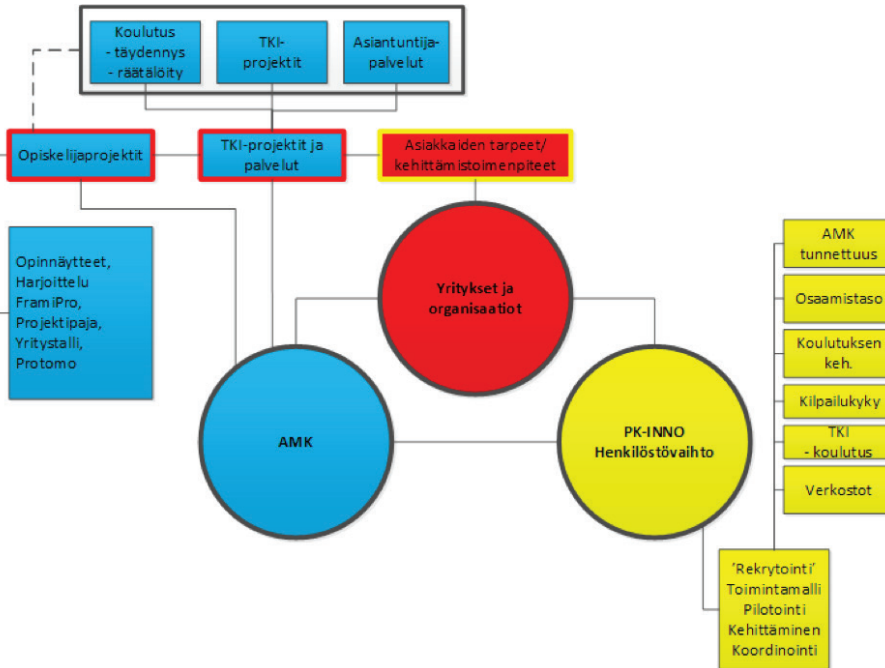 Koulutus
- täydennys
- räätälöity
TKI-
projektit
Asiantuntija-
palvelut
Opiskelijaprojektit
TKI-projektit ja
palvelut
Asiakkaiden tarpeet/
kehittämistoimenpiteet
Opinnäytteet,
Harjoittelu
FramiPro,
Projektipaja,
Yritystalli,
Protomo
Yritykset ja
organisaatiot
AMK
PK-INNO
Henkilöstövaihto
AMK
tunnettuus
Osaamistaso
Koulutuksen
keh.
Kilpailukyky
TKI
- koulutus
Verkostot
'Rekrytointi'
Toimintamalli
Pilotointi
Kehittäminen
Koordinointi